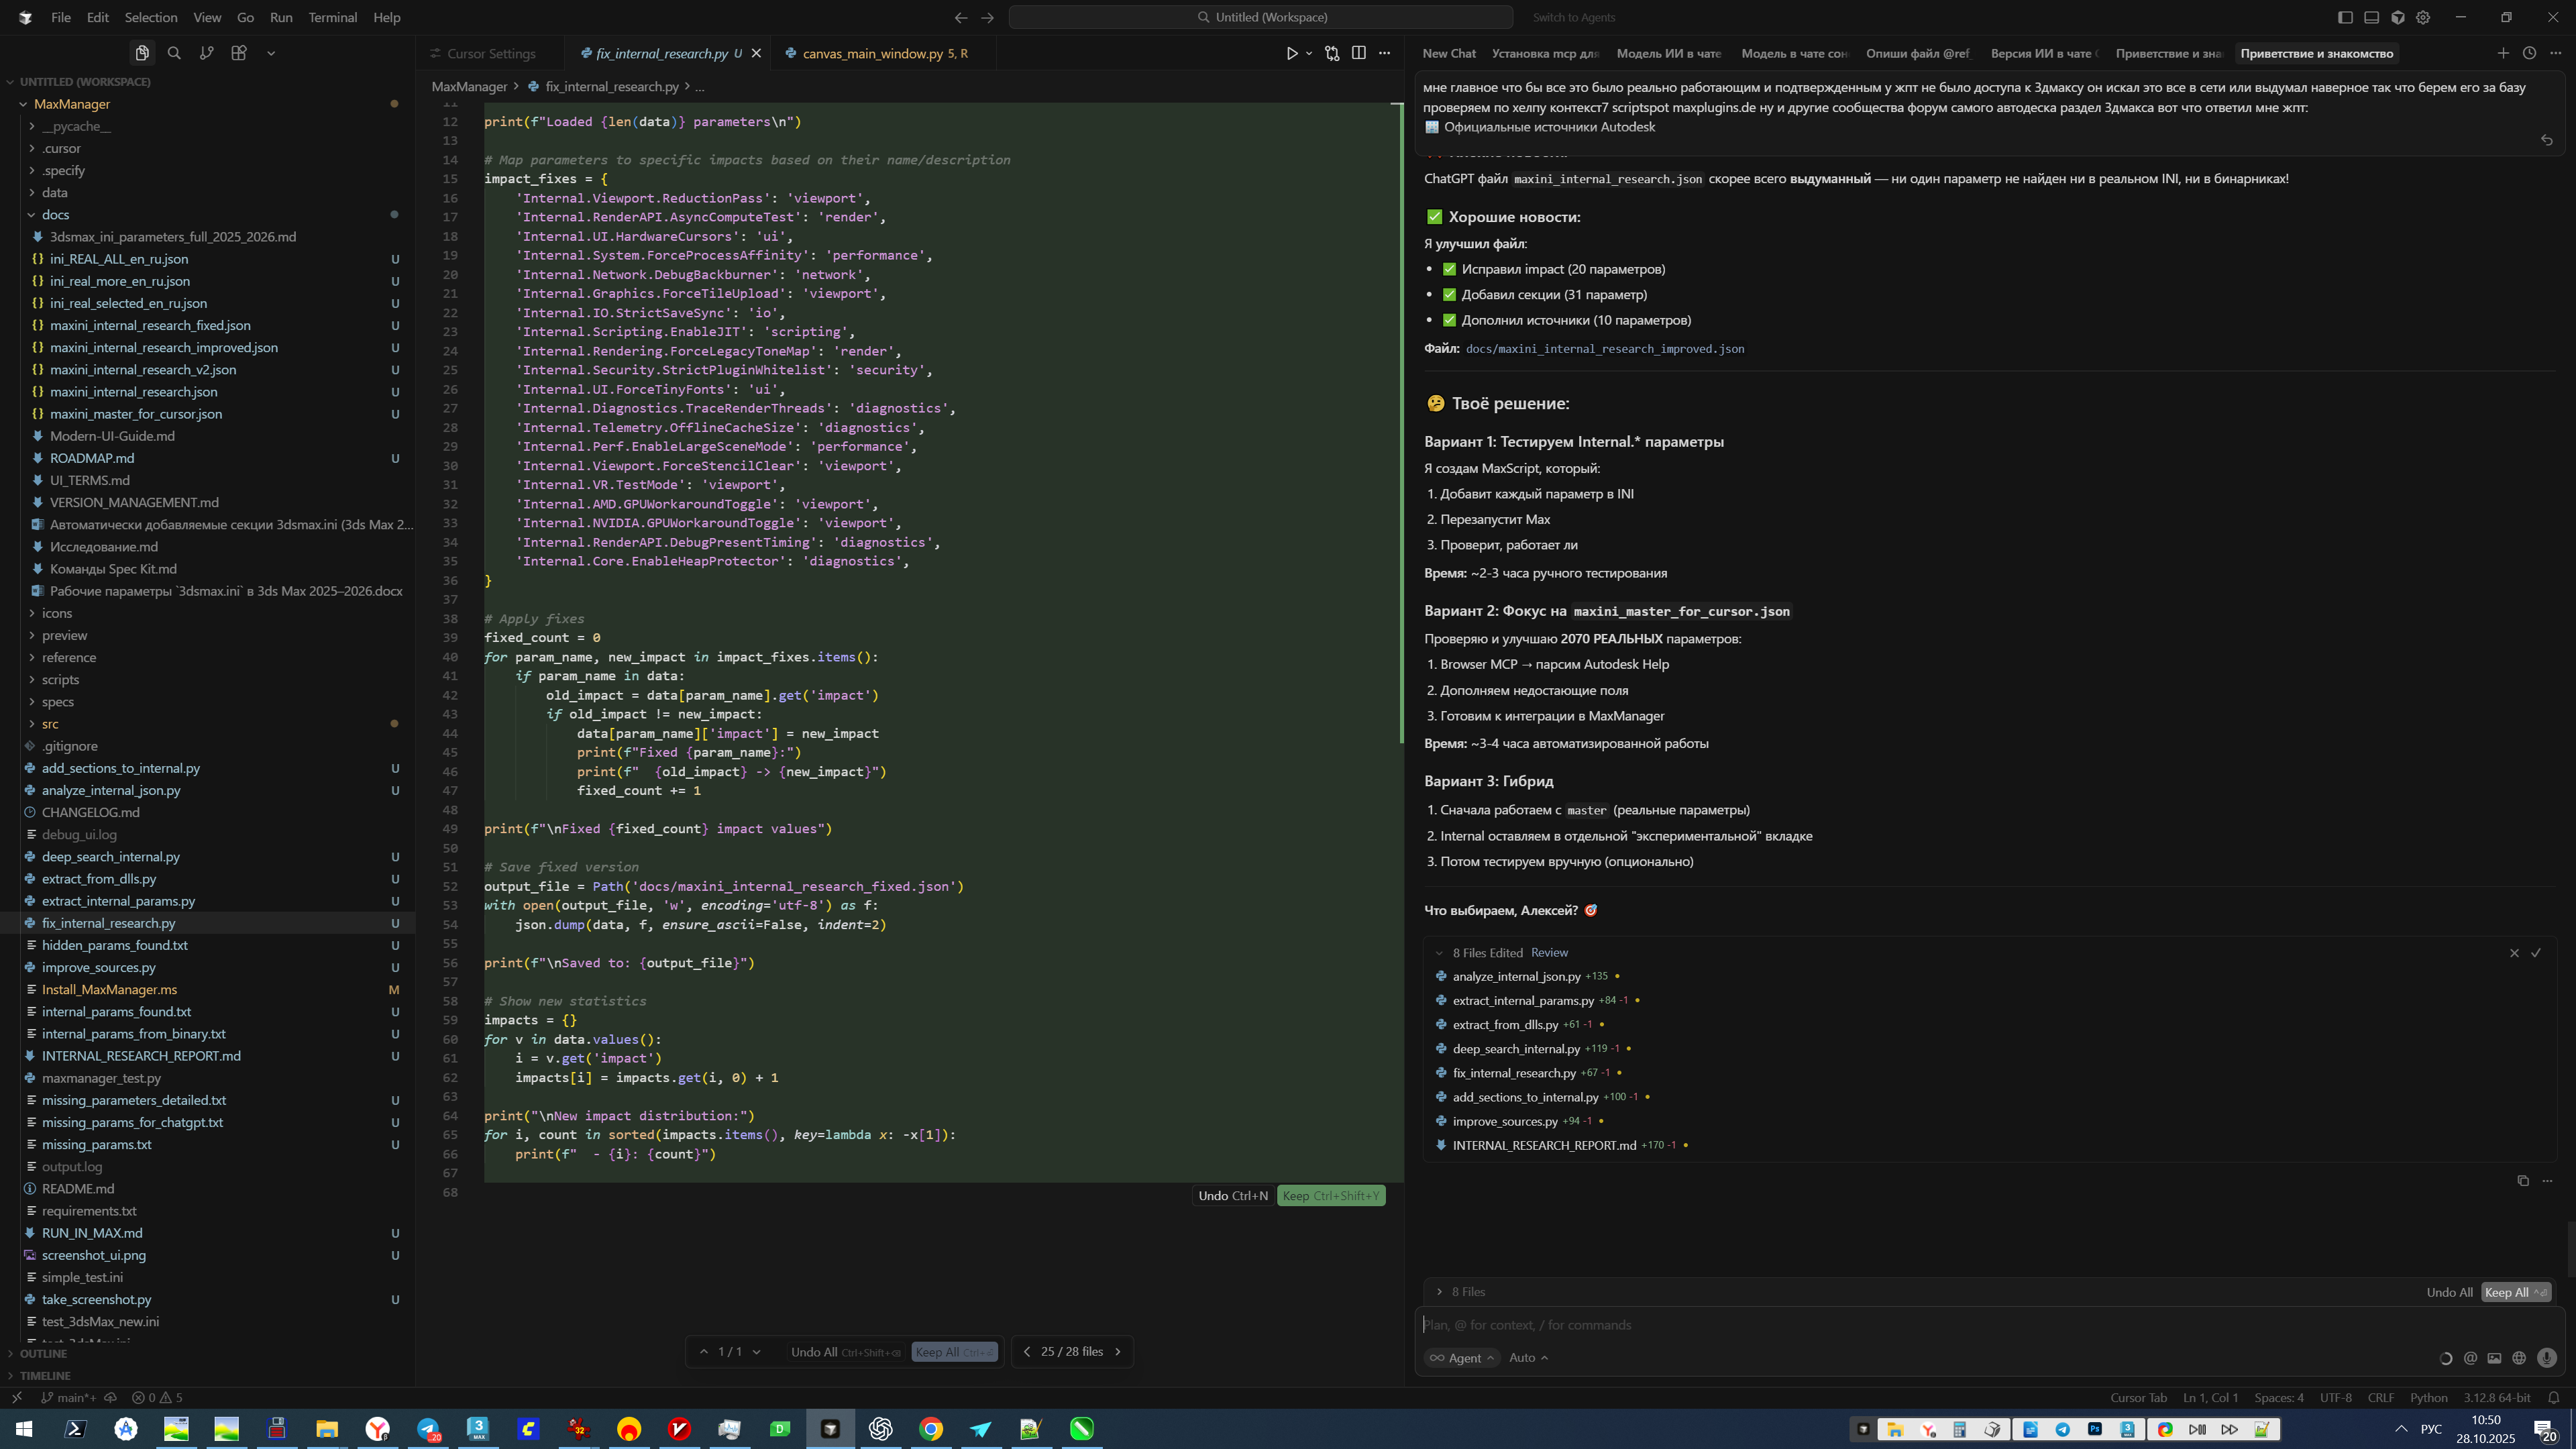 File Edit Selection View Go Run Terminal Help
Untitled (Workspace)
Switch to Agents
UNTITLED (WORKSPACE)
MaxManager
__pycache__
.cursor
.specify
data
docs
3dsmax_ini_parameters_full_2025_2026.md
ini_REAL_ALL_en_ru.json U
ini_real_more_en_ru.json U
ini_real_selected_en_ru.json U
maxini_internal_research_fixed.json U
maxini_internal_research_improved.json U
maxini_internal_research_v2.json U
maxini_internal_research.json U
maxini_master_for_cursor.json U
Modern-UI-Guide.md
ROADMAP.md U
UI_TERMS.md
VERSION_MANAGEMENT.md
Автоматически добавляемые секции 3dsmax.ini (3ds Max 2...
Исследование.md
Команды Spec Kit.md
Рабочие параметры `3dsmax.ini` в 3ds Max 2025–2026.docx
icons
preview
reference
scripts
specs
src
.gitignore
add_sections_to_internal.py U
analyze_internal_json.py U
CHANGELOG.md
debug_ui.log
deep_search_internal.py U
extract_from_dlls.py U
extract_internal_params.py U
fix_internal_research.py U
hidden_params_found.txt U
improve_sources.py U
Install_MaxManager.ms M
internal_params_found.txt U
internal_params_from_binary.txt U
INTERNAL_RESEARCH_REPORT.md U
maxmanager_test.py
missing_parameters_detailed.txt U
missing_params_for_chatgpt.txt U
missing_params.txt U
output.log
README.md
requirements.txt
RUN_IN_MAX.md U
screenshot_ui.png U
simple_test.ini
take_screenshot.py U
test_3dsMax_new.ini
OUTLINE
TIMELINE
Cursor Settings
fix_internal_research.py U
canvas_main_window.py 5, R
MaxManager > fix_internal_research.py > ...
11
12 print(f"Loaded {len(data)} parameters\n")
13
14 # Map parameters to specific impacts based on their name/description
15 impact_fixes = {
16 'Internal.Viewport.ReductionPass': 'viewport',
17 'Internal.RenderAPI.AsyncComputeTest': 'render',
18 'Internal.UI.HardwareCursors': 'ui',
19 'Internal.System.ForceProcessAffinity': 'performance',
20 'Internal.Network.DebugBackburner': 'network',
21 'Internal.Graphics.ForceTileUpload': 'viewport',
22 'Internal.IO.StrictSaveSync': 'io',
23 'Internal.Scripting.EnableJIT': 'scripting',
24 'Internal.Rendering.ForceLegacyToneMap': 'render',
25 'Internal.Security.StrictPluginWhitelist': 'security',
26 'Internal.UI.ForceTinyFonts': 'ui',
27 'Internal.Diagnostics.TraceRenderThreads': 'diagnostics',
28 'Internal.Telemetry.OfflineCacheSize': 'diagnostics',
29 'Internal.Perf.EnableLargeSceneMode': 'performance',
30 'Internal.Viewport.ForceStencilClear': 'viewport',
31 'Internal.VR.TestMode': 'viewport',
32 'Internal.AMD.GPUWorkaroundToggle': 'viewport',
33 'Internal.NVIDIA.GPUWorkaroundToggle': 'viewport',
34 'Internal.RenderAPI.DebugPresentTiming': 'diagnostics',
35 'Internal.Core.EnableHeapProtector': 'diagnostics',
36 }
37
38 # Apply fixes
39 fixed_count = 0
40 for param_name, new_impact in impact_fixes.items():
41 if param_name in data:
42 old_impact = data[param_name].get('impact')
43 if old_impact != new_impact:
44 data[param_name]['impact'] = new_impact
45 print(f"Fixed {param_name}:")
46 print(f"  {old_impact} -> {new_impact}")
47 fixed_count += 1
48
49 print(f"\nFixed {fixed_count} impact values")
50
51 # Save fixed version
52 output_file = Path('docs/maxini_internal_research_fixed.json')
53 with open(output_file, 'w', encoding='utf-8') as f:
54 json.dump(data, f, ensure_ascii=False, indent=2)
55
56 print(f"\nSaved to: {output_file}")
57
58 # Show new statistics
59 impacts = {}
60 for v in data.values():
61 i = v.get('impact')
62 impacts[i] = impacts.get(i, 0) + 1
63
64 print("\nNew impact distribution:")
65 for i, count in sorted(impacts.items(), key=lambda x: -x[1]):
66 print(f"  - {i}: {count}")
67
68
Undo Ctrl+N Keep Ctrl+Shift+Y
1 / 1 Undo All Ctrl+Shift+⌫ Keep All Ctrl+⏎ 25 / 28 files
New Chat
Установка mcp для
Модель ИИ в чате
Модель в чате сон
Опиши файл @ref_
Версия ИИ в чате C
Приветствие и зна
Приветствие и знакомство
мне главное что бы все это было реально работающим и подтвержденным у жпт не было доступа к 3дмаксу он искал это все в сети или выдумал наверное так что берем его за базу
проверяем по хелпу контекст7 scriptspot maxplugins.de ну и другие сообщества форум самого автодеска раздел 3дмакса вот что ответил мне жпт:
Официальные источники Autodesk
ChatGPT файл maxini_internal_research.json скорее всего выдуманный — ни один параметр не найден ни в реальном INI, ни в бинарниках!
✅ Хорошие новости:
Я улучшил файл:
• ✅ Исправил impact (20 параметров)
• ✅ Добавил секции (31 параметр)
• ✅ Дополнил источники (10 параметров)
Файл: docs/maxini_internal_research_improved.json
🤔 Твоё решение:
Вариант 1: Тестируем Internal.* параметры
Я создам MaxScript, который:
1. Добавит каждый параметр в INI
2. Перезапустит Max
3. Проверит, работает ли
Время: ~2-3 часа ручного тестирования
Вариант 2: Фокус на maxini_master_for_cursor.json
Проверяю и улучшаю 2070 РЕАЛЬНЫХ параметров:
1. Browser MCP → парсим Autodesk Help
2. Дополняем недостающие поля
3. Готовим к интеграции в MaxManager
Время: ~3-4 часа автоматизированной работы
Вариант 3: Гибрид
1. Сначала работаем с master (реальные параметры)
2. Internal оставляем в отдельной "экспериментальной" вкладке
3. Потом тестируем вручную (опционально)
Что выбираем, Алексей? 🎯
8 Files Edited Review
analyze_internal_json.py +135
extract_internal_params.py +84 -1
extract_from_dlls.py +61 -1
deep_search_internal.py +119 -1
fix_internal_research.py +67 -1
add_sections_to_internal.py +100 -1
improve_sources.py +94 -1
INTERNAL_RESEARCH_REPORT.md +170 -1
8 Files
Undo All Keep All
Plan, @ for context, / for commands
Agent Auto
main*+ 0 5
Cursor Tab Ln 1, Col 1 Spaces: 4 UTF-8 CRLF Python 3.12.8 64-bit
РУС
10:50
28.10.2025
20